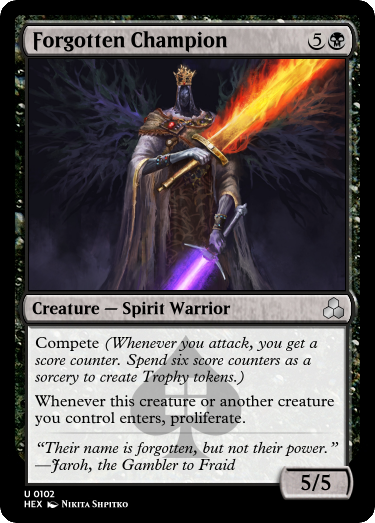 Forgotten Champion 5
Creature — Spirit Warrior
Compete (Whenever you attack, you get a
score counter. Spend six score counters as a
sorcery to create Trophy tokens.)
Whenever this creature or another creature
you control enters, proliferate.
“Their name is forgotten, but not their power.”
—Jaroh, the Gambler to Fraid
5/5
U 0102
HEX Nikita Shpitko